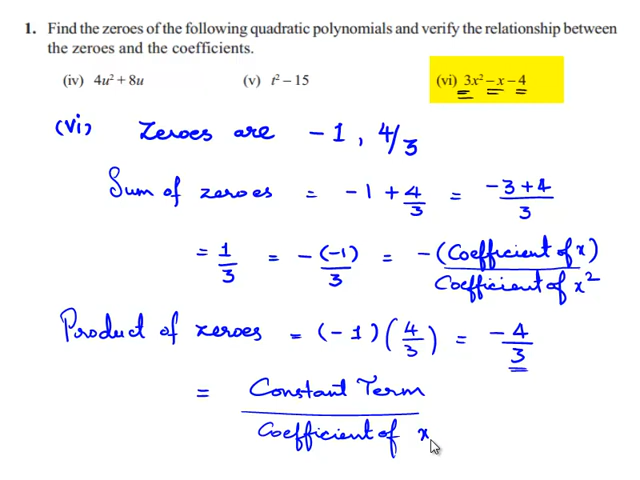 1. Find the zeroes of the following quadratic polynomials and verify the relationship between
the zeroes and the coefficients.
(iv) 4u² + 8u (v) t² – 15 (vi) 3x² – x – 4
(vi) Zeroes are -1, 4/3
Sum of zeroes = -1 + 4/3 = (-3+4)/3
= 1/3 = -(-1)/3 = -(Coefficient of x)/Coefficient of x²
Product of zeroes = (-1)(4/3) = -4/3
= Constant Term/Coefficient of x